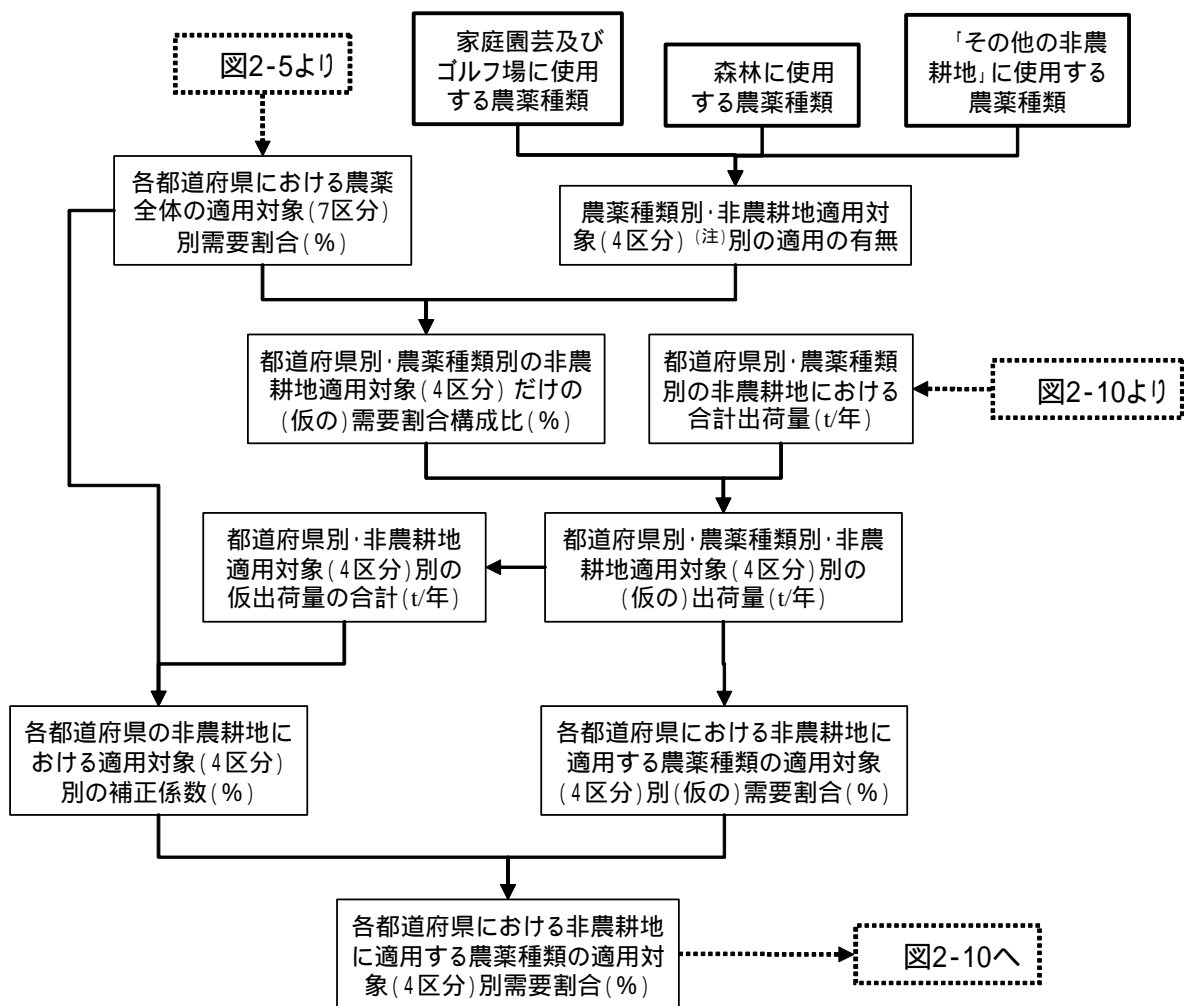 図2-5より
家庭園芸及び
ゴルフ場に使用
する農薬種類
森林に使用
する農薬種類
「その他の非農
耕地」に使用する
農薬種類
各都道府県における農薬
全体の適用対象(7区分)
別需要割合(%)
農薬種類別・非農耕地適用対
象(4区分)(注)別の適用の有無
都道府県別・農薬種類別の非農
耕地適用対象(4区分)だけの
(仮の)需要割合構成比(%)
都道府県別・農薬種類
別の非農耕地における
合計出荷量(t/年)
図2-10より
都道府県別・非農耕地
適用対象(4区分)別の
仮出荷量の合計(t/年)
都道府県別・農薬種類別・非農
耕地適用対象(4区分)別の
(仮の)出荷量(t/年)
各都道府県の非農耕地に
おける適用対象(4区分)
別の補正係数(%)
各都道府県における非農耕地に
適用する農薬種類の適用対象
(4区分)別(仮の)需要割合(%)
各都道府県における非農耕地
に適用する農薬種類の適用対
象(4区分)別需要割合(%)
図2-10へ